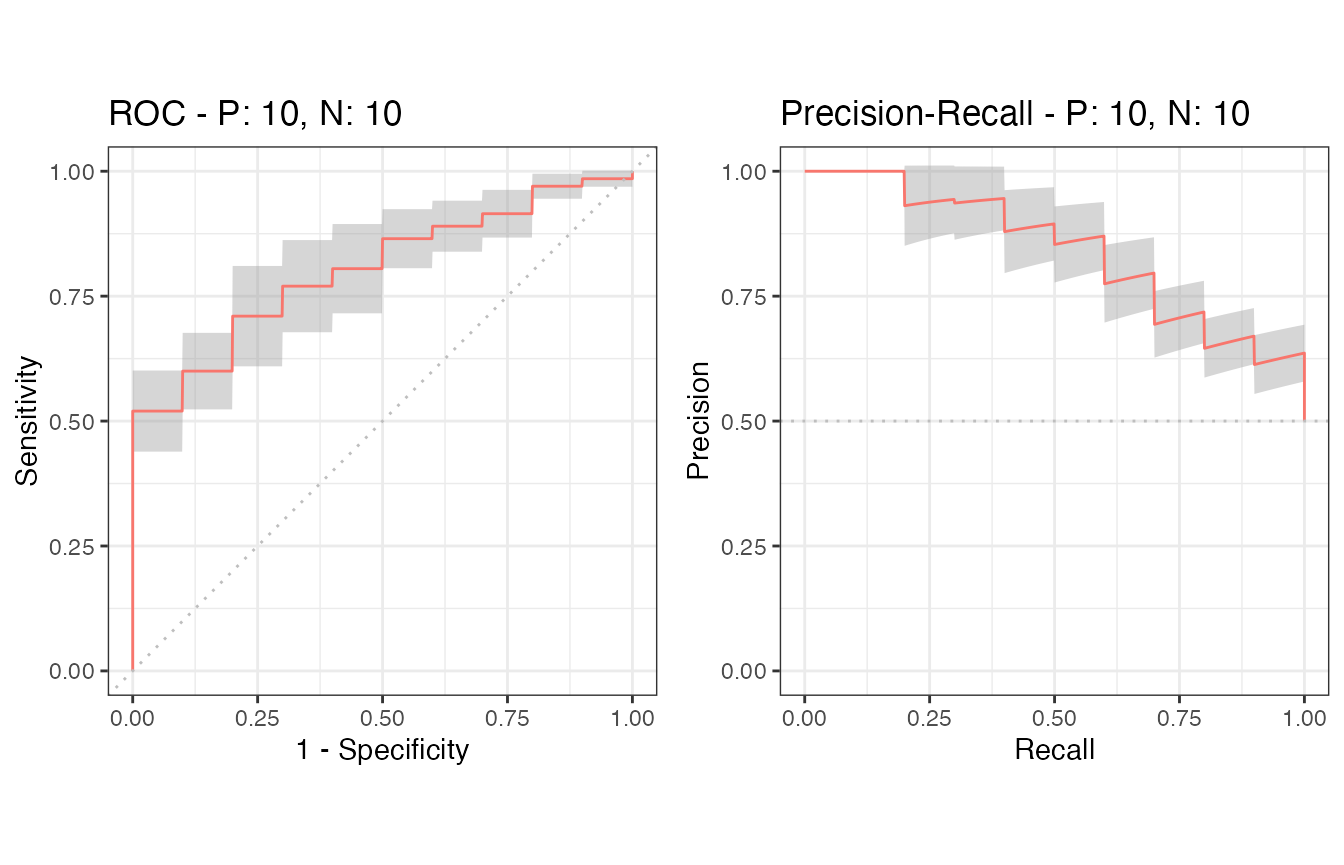 ROC - P: 10, N: 10
Sensitivity
1.00
0.75
0.50
0.25
0.00
0.00 0.25 0.50 0.75 1.00
1 - Specificity
Precision-Recall - P: 10, N: 10
Precision
1.00
0.75
0.50
0.25
0.00
0.00 0.25 0.50 0.75 1.00
Recall